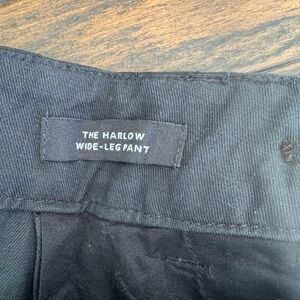 THE HARLOW
WIDE-LEG PANT